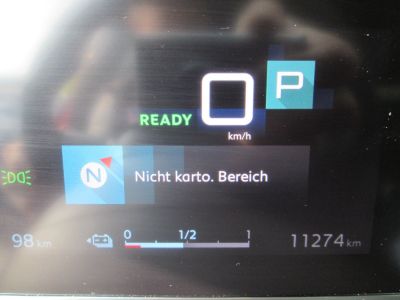 0 P
READY
km/h
N Nicht karto. Bereich
98 km 0 1/2 1 11274 km